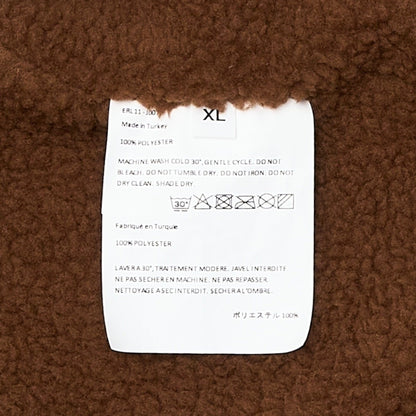 ERL11-J00
XL
Made in Turkey
100% POLYESTER
MACHINE WASH COLD 30°, GENTLE CYCLE. DO NOT
BLEACH. DO NOT TUMBLE DRY. DO NOT IRON. DO NOT
DRY CLEAN. SHADE DRY.
30°
Fabriqué en Turquie
100% POLYESTER
LAVER A 30°, TRAITEMENT MODERE. JAVEL INTERDITE
NE PAS SECHER EN MACHINE. NE PAS REPASSER.
NETTOYAGE A SEC INTERDIT. SECHER A L'OMBRE.
ポリエステル 100%